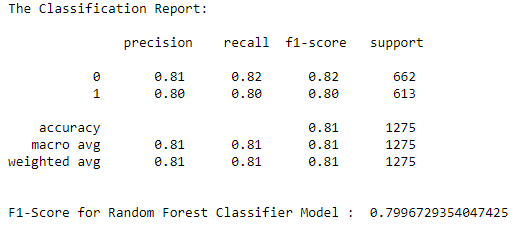 The Classification Report:
precision recall f1-score support
0 0.81 0.82 0.82 662
1 0.80 0.80 0.80 613
accuracy 0.81 1275
macro avg 0.81 0.81 0.81 1275
weighted avg 0.81 0.81 0.81 1275
F1-Score for Random Forest Classifier Model : 0.7996729354047425